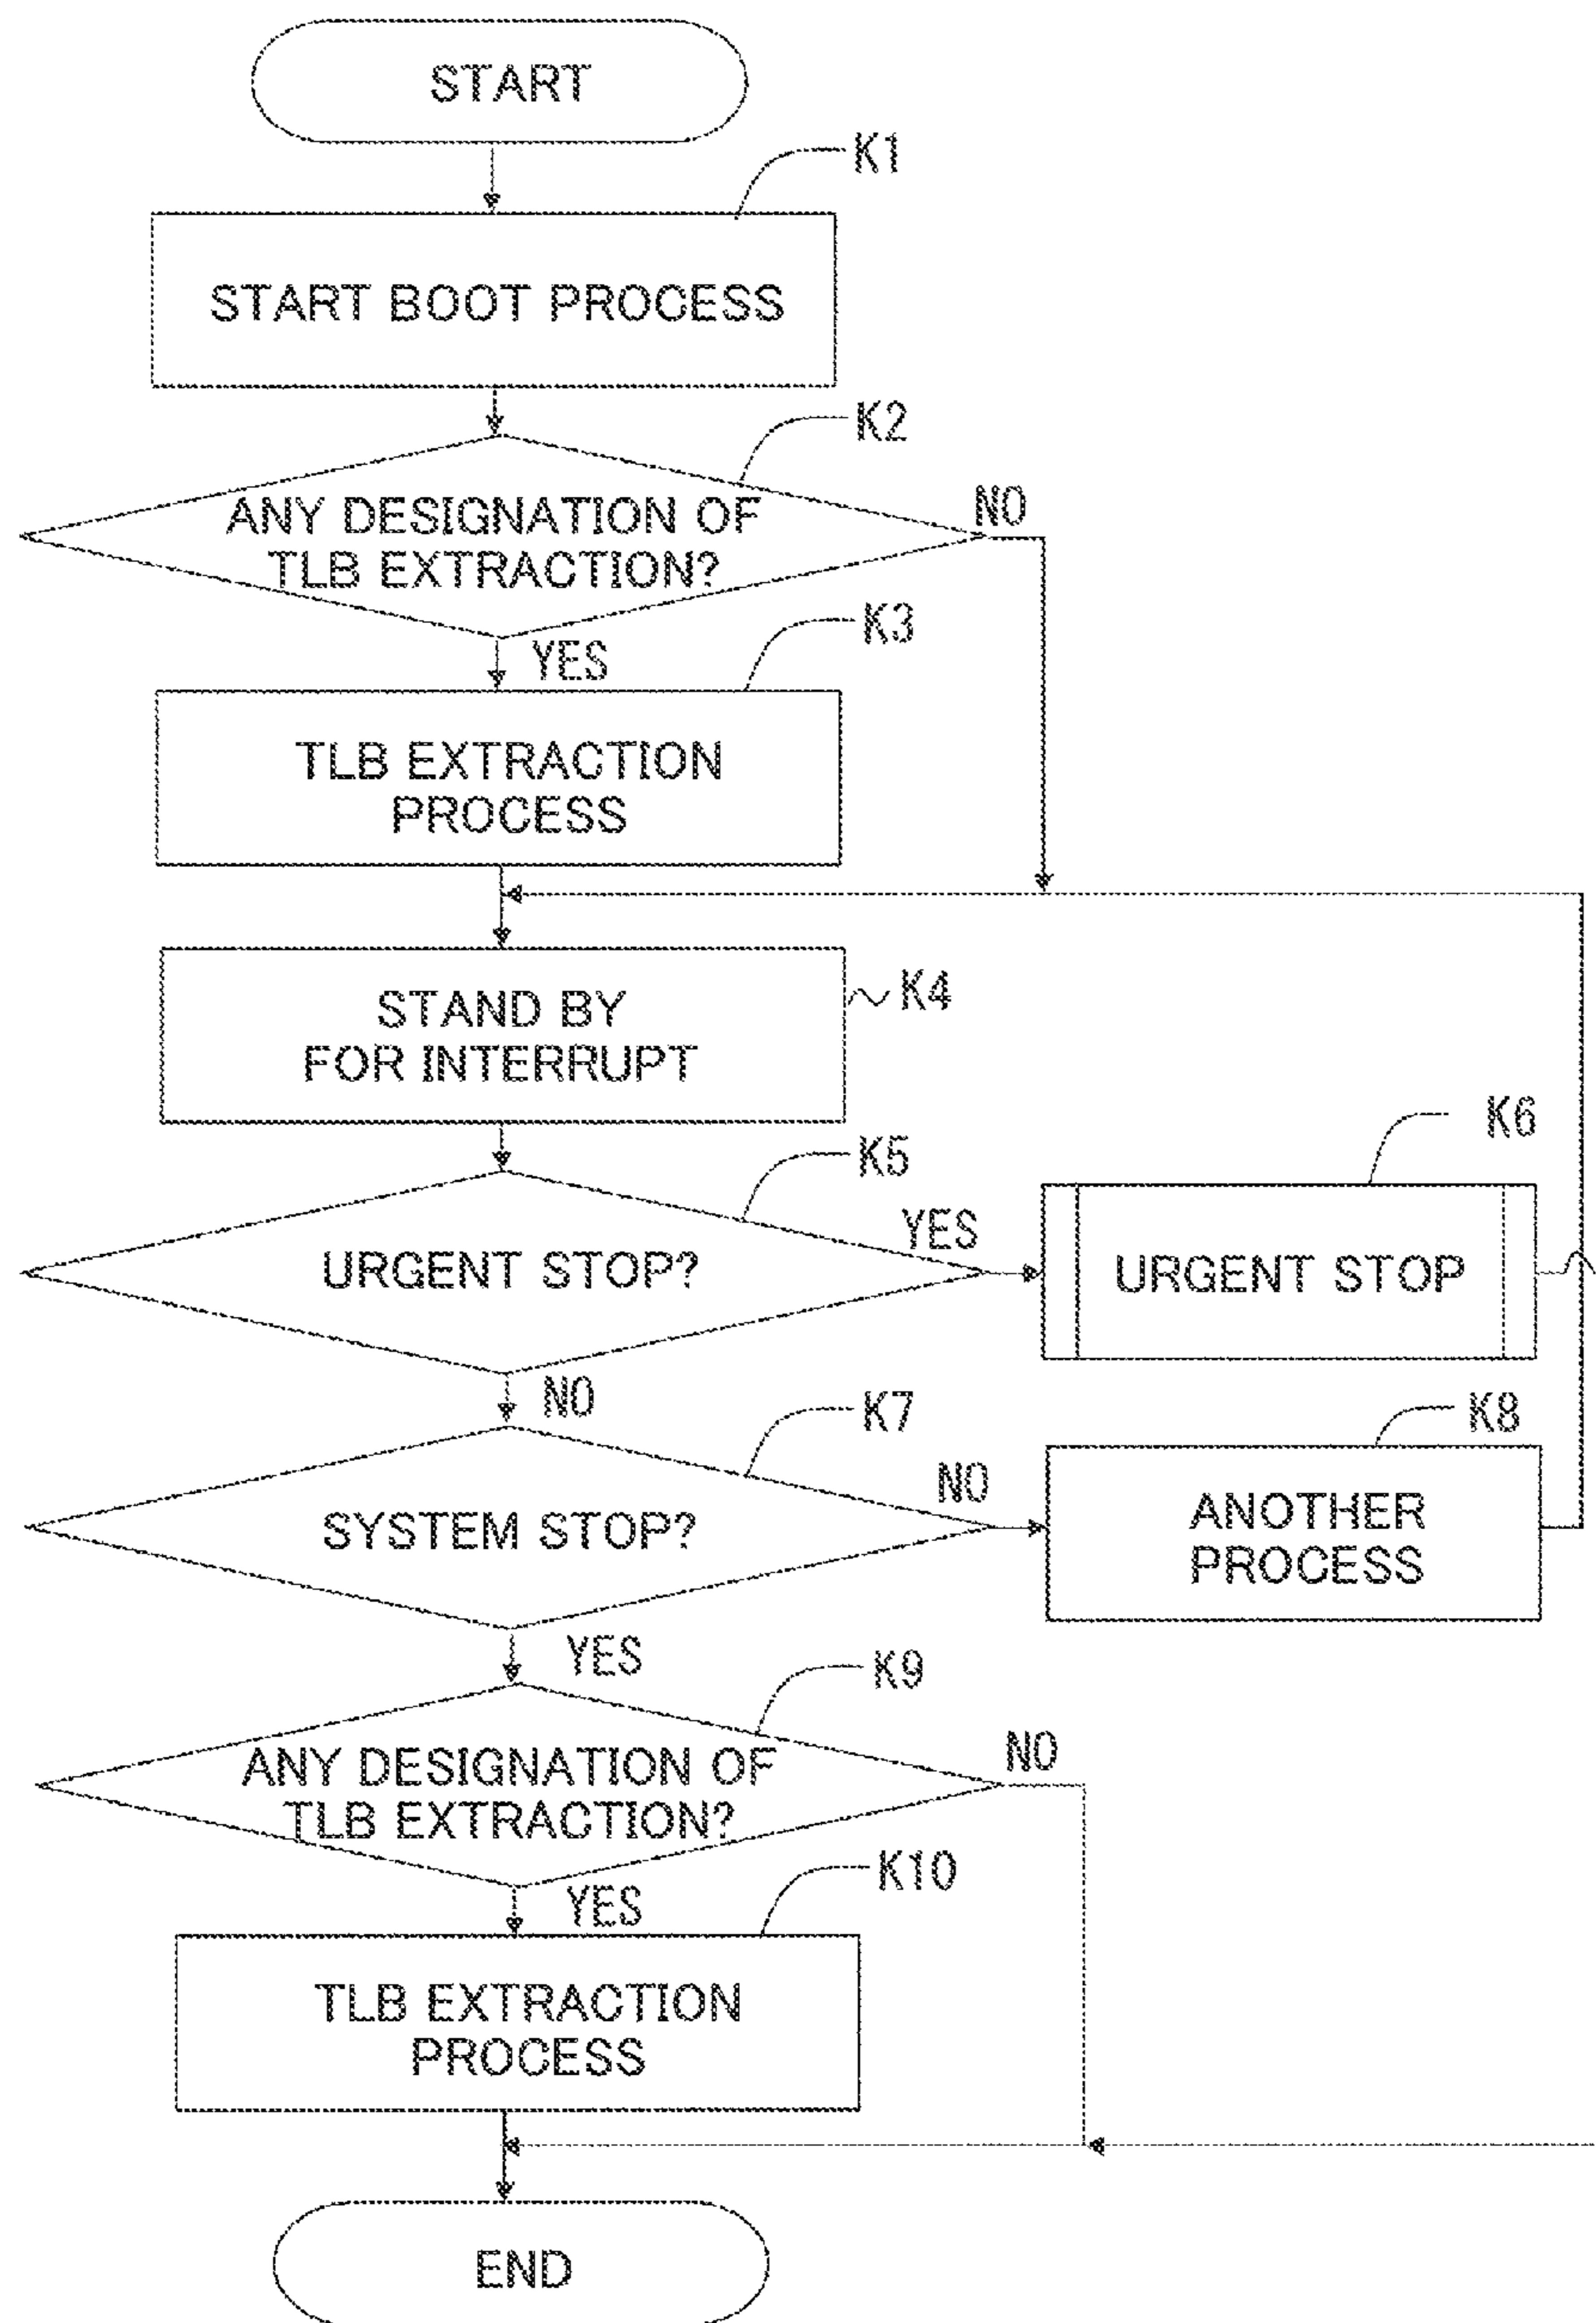 START
K1
START BOOT PROCESS
K2
ANY DESIGNATION OF
TLB EXTRACTION?
NO
YES
K3
TLB EXTRACTION
PROCESS
K4
STAND BY
FOR INTERRUPT
K5
URGENT STOP?
YES
K6
URGENT STOP
NO
K7
SYSTEM STOP?
NO
K8
ANOTHER
PROCESS
YES
K9
ANY DESIGNATION OF
TLB EXTRACTION?
NO
YES
K10
TLB EXTRACTION
PROCESS
END